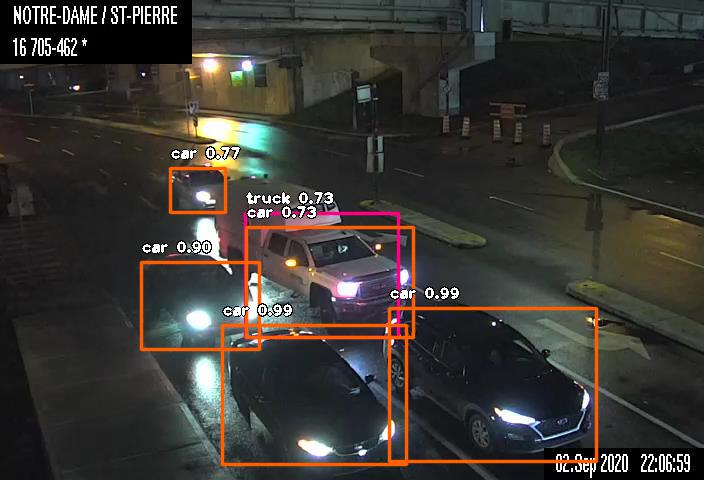 NOTRE-DAME / ST-PIERRE
16 705-462 *
car 0.77
truck 0.73
car 0.73
car 0.90
car 0.99
car 0.99
02.Sep 2020 22:06:59